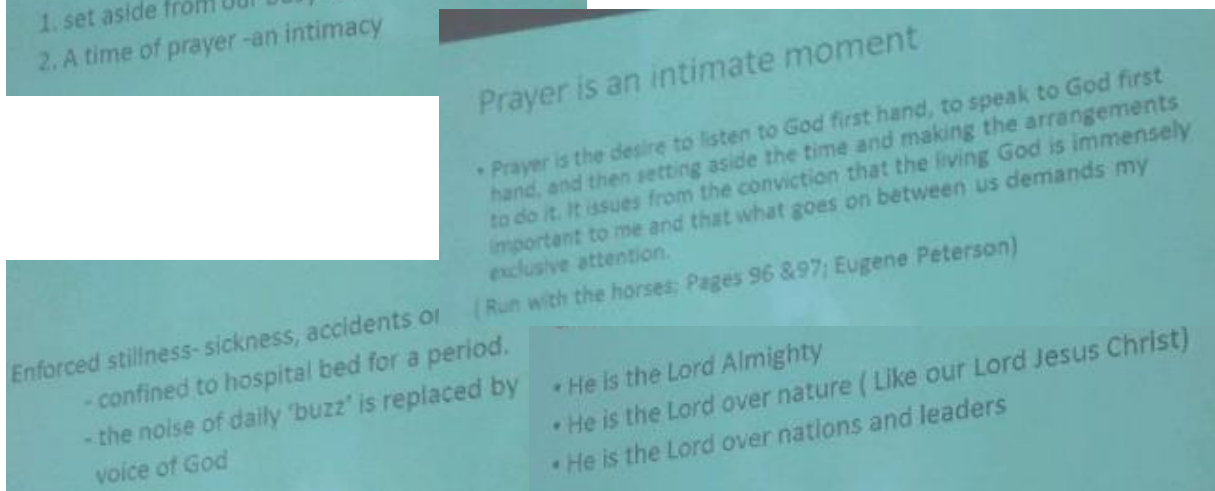 1. set aside from our
2. A time of prayer -an intimacy
Prayer is an intimate moment
• Prayer is the desire to listen to God first hand, to speak to God first
hand, and then setting aside the time and making the arrangements
to do it. It issues from the conviction that the living God is immensely
important to me and that what goes on between us demands my
exclusive attention.
( Run with the horses; Pages 96 &97; Eugene Peterson)
Enforced stillness- sickness, accidents or
- confined to hospital bed for a period.
- the noise of daily 'buzz' is replaced by
voice of God
• He is the Lord Almighty
• He is the Lord over nature ( Like our Lord Jesus Christ)
• He is the Lord over nations and leaders